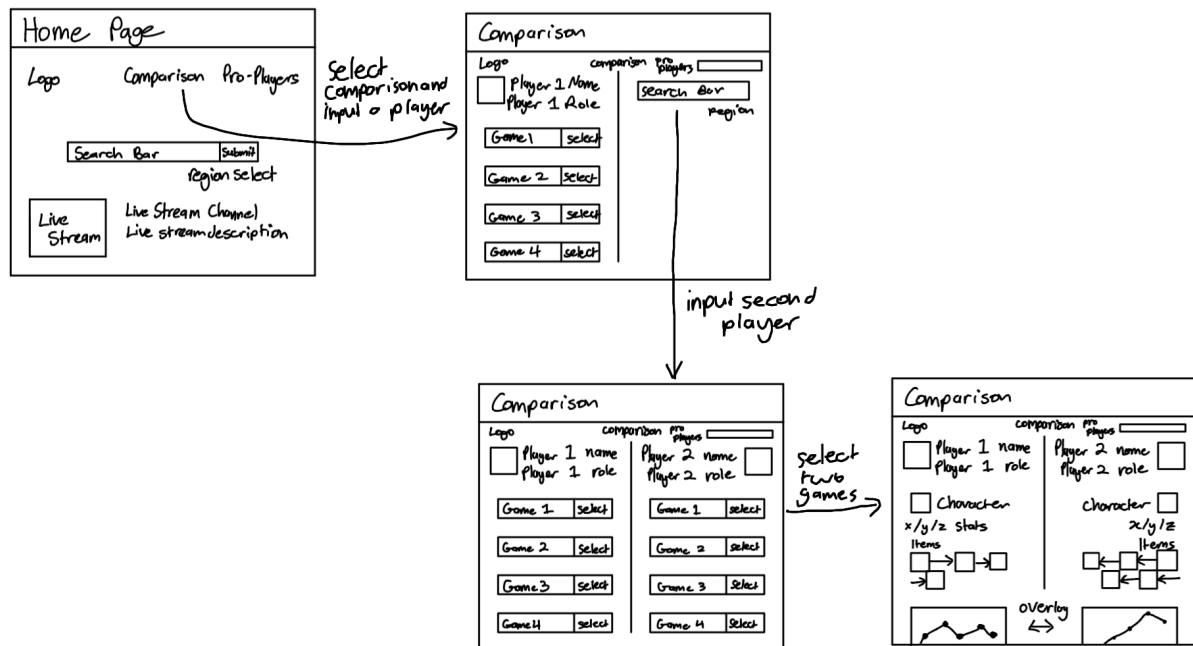 Home Page
Logo
Comparison Pro-Players
Search Bar Submit
region select
Live
Stream
Live Stream Channel
Live stream description
select
comparison and
input a player
Comparison
Logo
comparison pro
players
Player 1 Name
Player 1 Role
Search Bar
region
Game 1 select
Game 2 select
Game 3 select
Game 4 select
input second
player
Comparison
Logo
comparison pro
players
Player 1 name
Player 1 role
Player 2 name
Player 2 role
Game 1 select
Game 2 select
Game 3 select
Game 4 select
Game 1 select
Game 2 select
Game 3 select
Game 4 select
select
two
games
Comparison
Logo
comparison pro
players
Player 1 name
Player 1 role
Player 2 name
Player 2 role
Character
x/y/z stats
Items
Character
x/y/z
Items
overlay